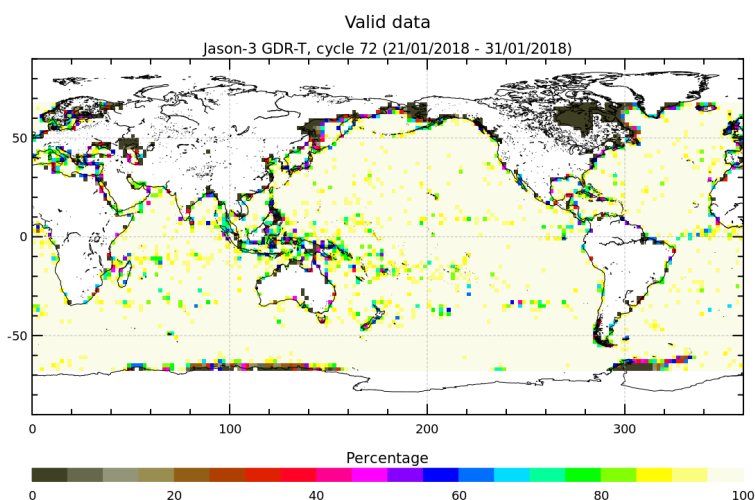 Valid data
Jason-3 GDR-T, cycle 72 (21/01/2018 - 31/01/2018)
50
0
-50
0 100 200 300
Percentage
0 20 40 60 80 100